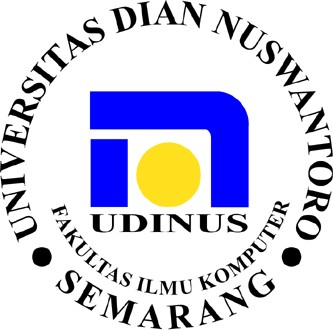 UNIVERSITAS DIAN NUSWANTORO
UDINUS
FAKULTAS ILMU KOMPUTER
SEMARANG